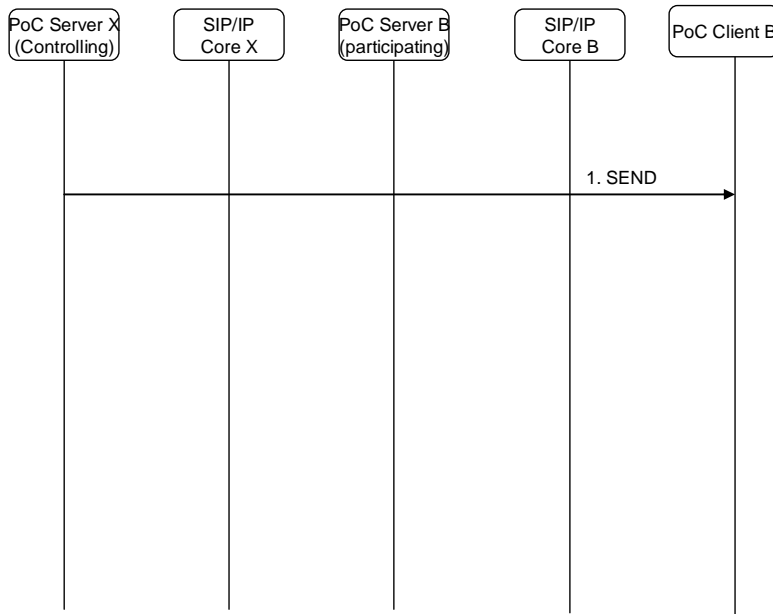 PoC Server X
(Controlling)
SIP/IP
Core X
PoC Server B
(participating)
SIP/IP
Core B
PoC Client B
1. SEND